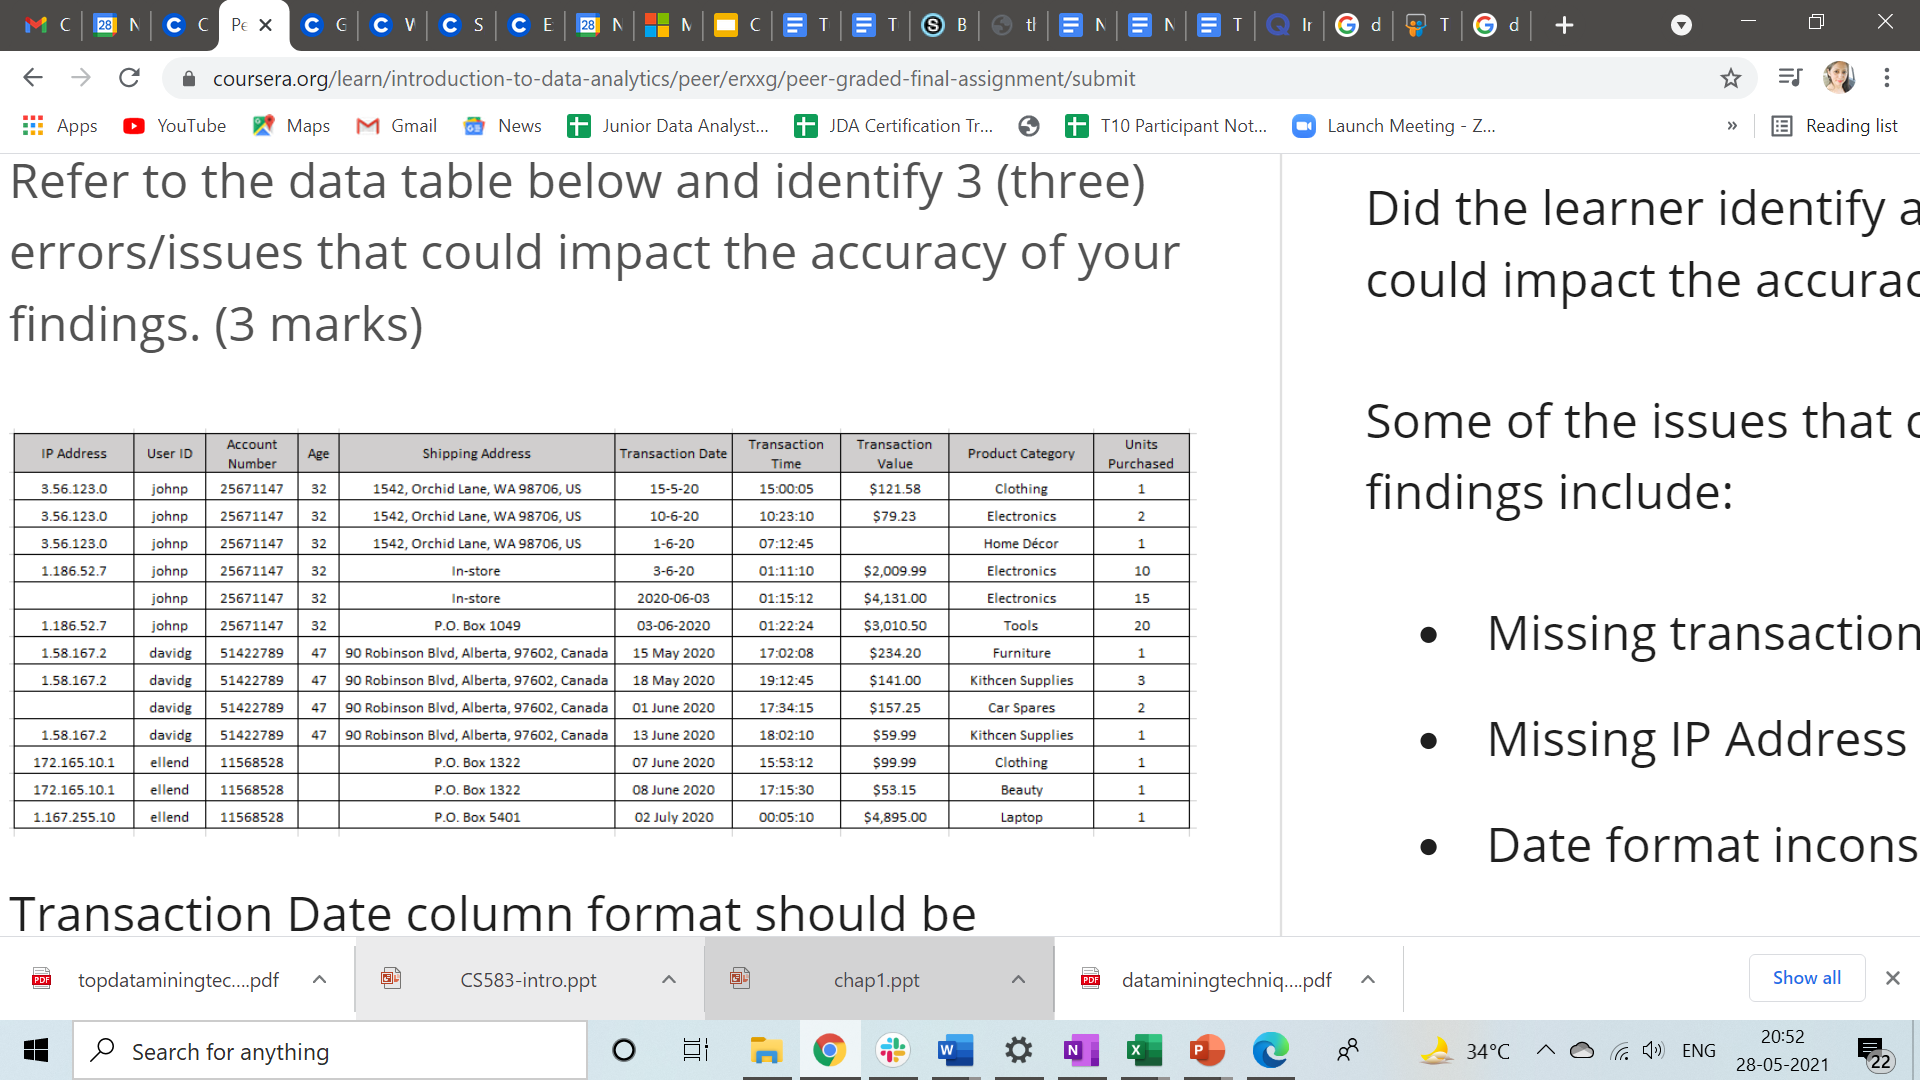 C N C Pe C W S E N M C T T B tl N N T Ir d T d
coursera.org/learn/introduction-to-data-analytics/peer/erxxg/peer-graded-final-assignment/submit
Apps YouTube Maps Gmail News Junior Data Analyst... JDA Certification Tr... T10 Participant Not... Launch Meeting - Z... » Reading list
Refer to the data table below and identify 3 (three)
errors/issues that could impact the accuracy of your
findings. (3 marks)
IP Address User ID Account Number Age Shipping Address Transaction Date Transaction Time Transaction Value Product Category Units Purchased
3.56.123.0 johnp 25671147 32 1542, Orchid Lane, WA 98706, US 15-5-20 15:00:05 $121.58 Clothing 1
3.56.123.0 johnp 25671147 32 1542, Orchid Lane, WA 98706, US 10-6-20 10:23:10 $79.23 Electronics 2
3.56.123.0 johnp 25671147 32 1542, Orchid Lane, WA 98706, US 1-6-20 07:12:45 Home Décor 1
1.186.52.7 johnp 25671147 32 In-store 3-6-20 01:11:10 $2,009.99 Electronics 10
johnp 25671147 32 In-store 2020-06-03 01:15:12 $4,131.00 Electronics 15
1.186.52.7 johnp 25671147 32 P.O. Box 1049 03-06-2020 01:22:24 $3,010.50 Tools 20
1.58.167.2 davidg 51422789 47 90 Robinson Blvd, Alberta, 97602, Canada 15 May 2020 17:02:08 $234.20 Furniture 1
1.58.167.2 davidg 51422789 47 90 Robinson Blvd, Alberta, 97602, Canada 18 May 2020 19:12:45 $141.00 Kithcen Supplies 3
davidg 51422789 47 90 Robinson Blvd, Alberta, 97602, Canada 01 June 2020 17:34:15 $157.25 Car Spares 2
1.58.167.2 davidg 51422789 47 90 Robinson Blvd, Alberta, 97602, Canada 13 June 2020 18:02:10 $59.99 Kithcen Supplies 1
172.165.10.1 ellend 11568528 P.O. Box 1322 07 June 2020 15:53:12 $99.99 Clothing 1
172.165.10.1 ellend 11568528 P.O. Box 1322 08 June 2020 17:15:30 $53.15 Beauty 1
1.167.255.10 ellend 11568528 P.O. Box 5401 02 July 2020 00:05:10 $4,895.00 Laptop 1
Transaction Date column format should be
Did the learner identify a
could impact the accurac
Some of the issues that c
findings include:
• Missing transaction
• Missing IP Address
• Date format incons
topdataminingtec....pdf CS583-intro.ppt chap1.ppt dataminingtechniq....pdf Show all
Search for anything 34°C ENG 20:52
28-05-2021 22